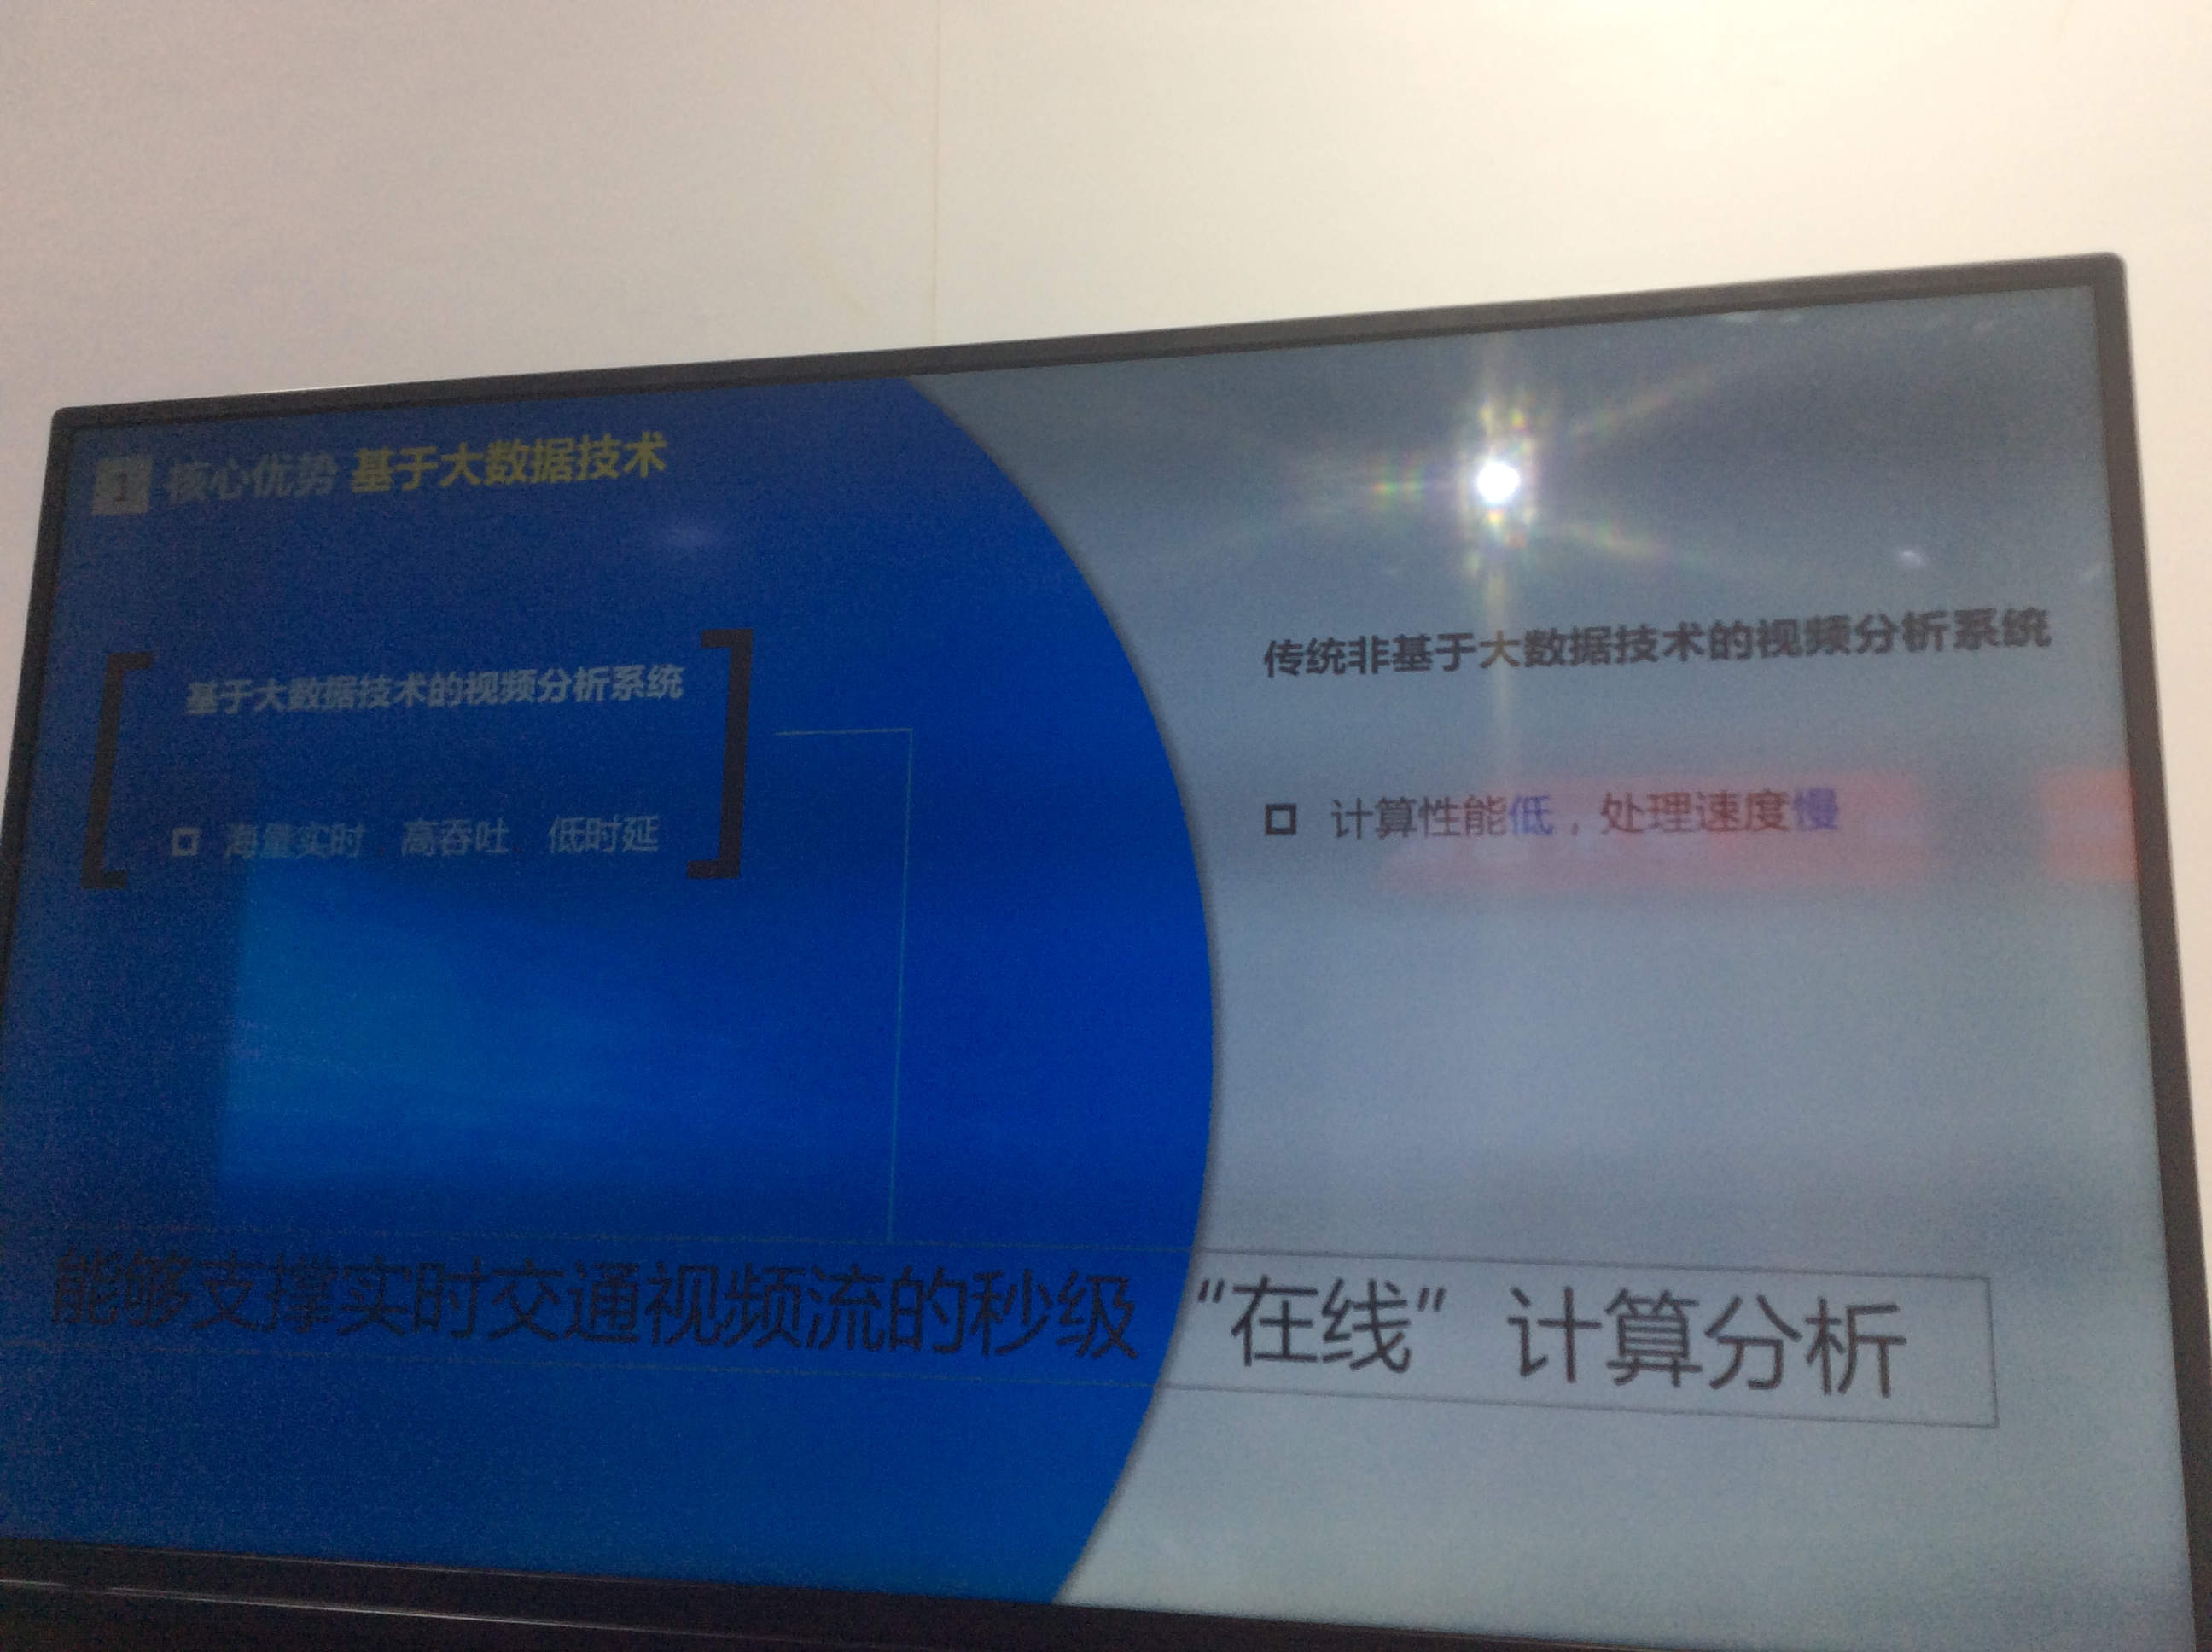 1 核心优势 基于大数据技术
基于大数据技术的视频分析系统
海量实时、高吞吐、低时延
传统非基于大数据技术的视频分析系统
计算性能低，处理速度慢
能够支撑实时交通视频流的秒级“在线”计算分析